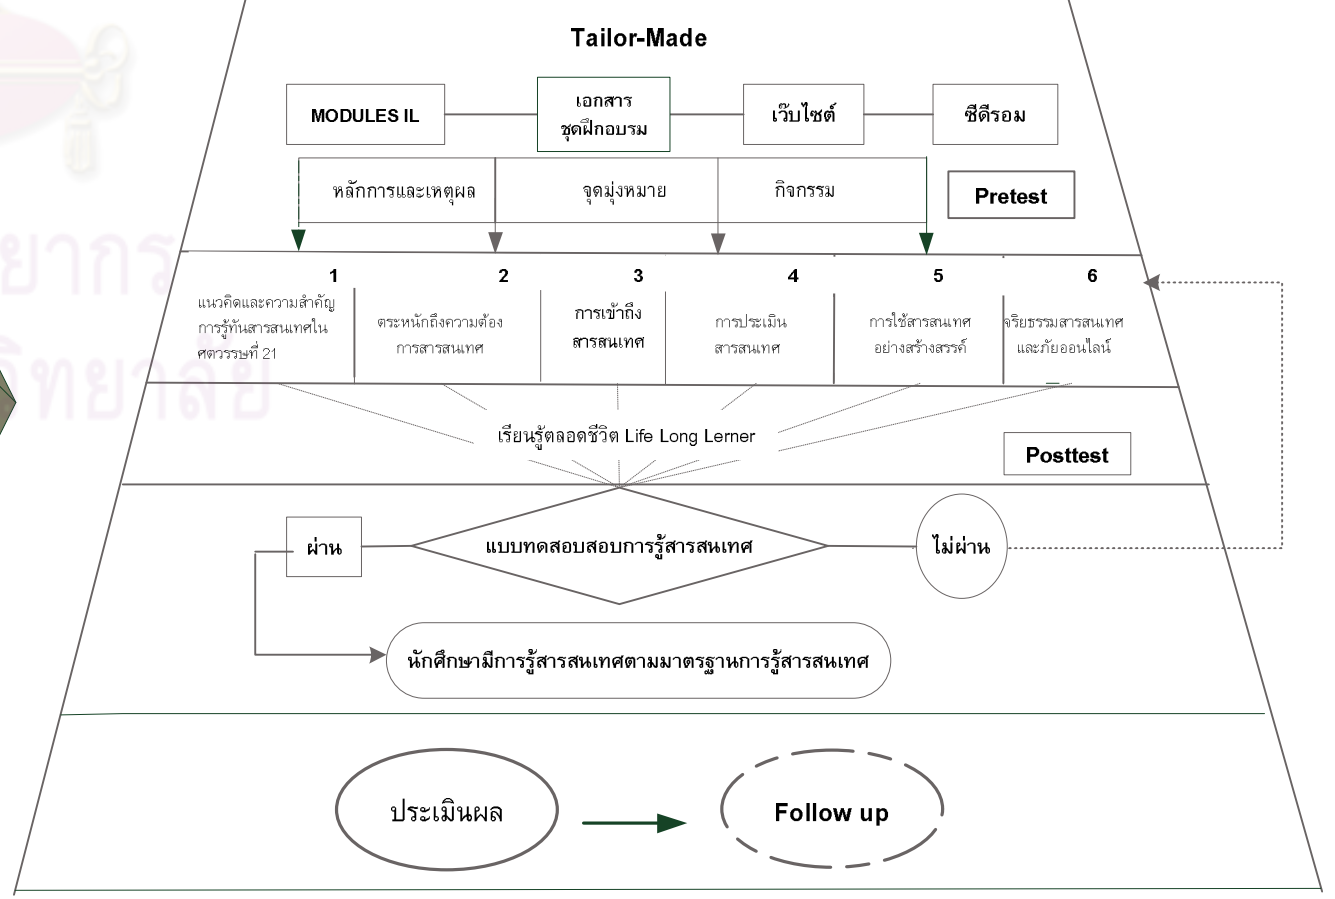 Tailor-Made
MODULES IL
เอกสาร
ชุดฝึกอบรม
เว๊บไซต์
ซีดีรอม
หลักการและเหตุผล
จุดมุ่งหมาย
กิจกรรม
Pretest
1
2
3
4
5
6
แนวคิดและความสำคัญ
การรู้ทันสารสนเทศใน
ศตวรรษที่ 21
ตระหนักถึงความต้อง
การสารสนเทศ
การเข้าถึง
สารสนเทศ
การประเมิน
สารสนเทศ
การใช้สารสนเทศ
อย่างสร้างสรรค์
จริยธรรมสารสนเทศ
และภัยออนไลน์
เรียนรู้ตลอดชีวิต Life Long Lerner
Posttest
ผ่าน
แบบทดสอบสอบการรู้สารสนเทศ
ไม่ผ่าน
นักศึกษามีการรู้สารสนเทศตามมาตรฐานการรู้สารสนเทศ
ประเมินผล
Follow up
ยากร
วิทยาลัย